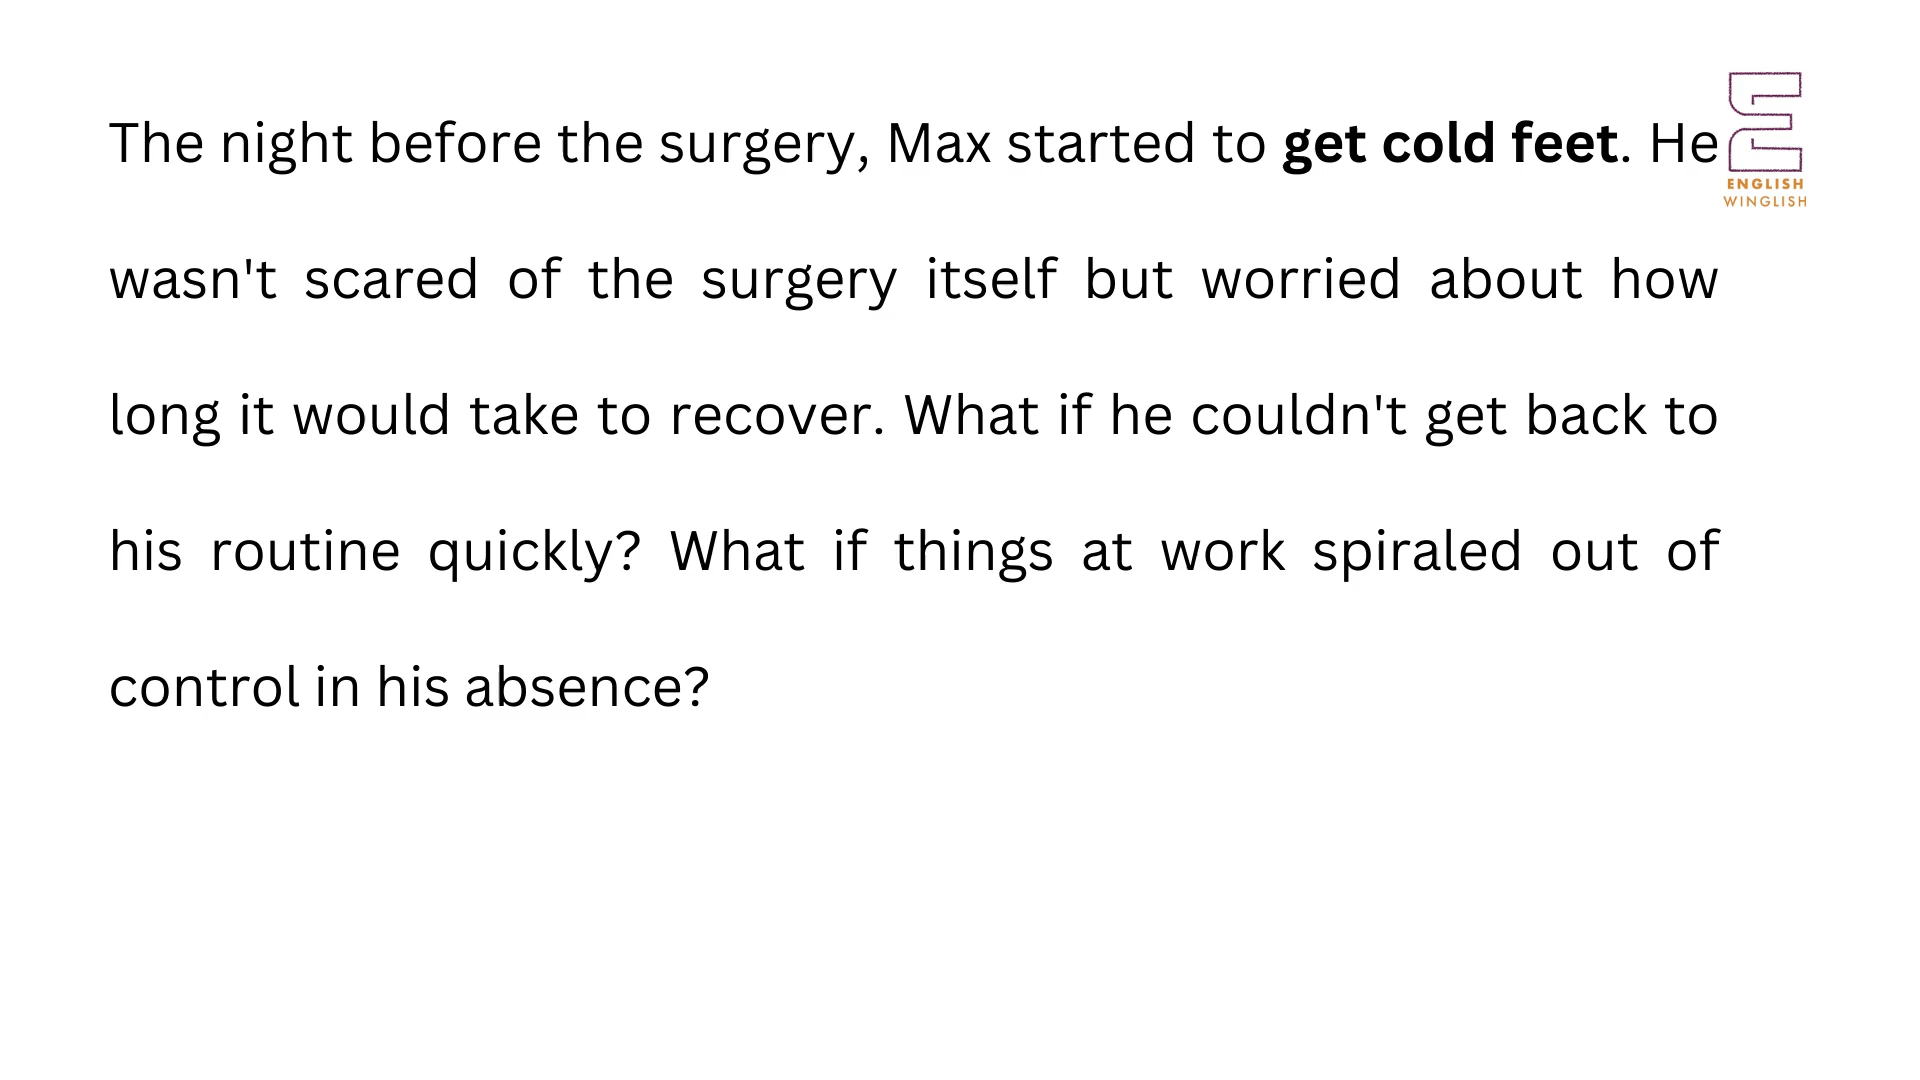 The night before the surgery, Max started to get cold feet. He
wasn't scared of the surgery itself but worried about how
long it would take to recover. What if he couldn't get back to
his routine quickly? What if things at work spiraled out of
control in his absence?
ENGLISH
WINGLISH